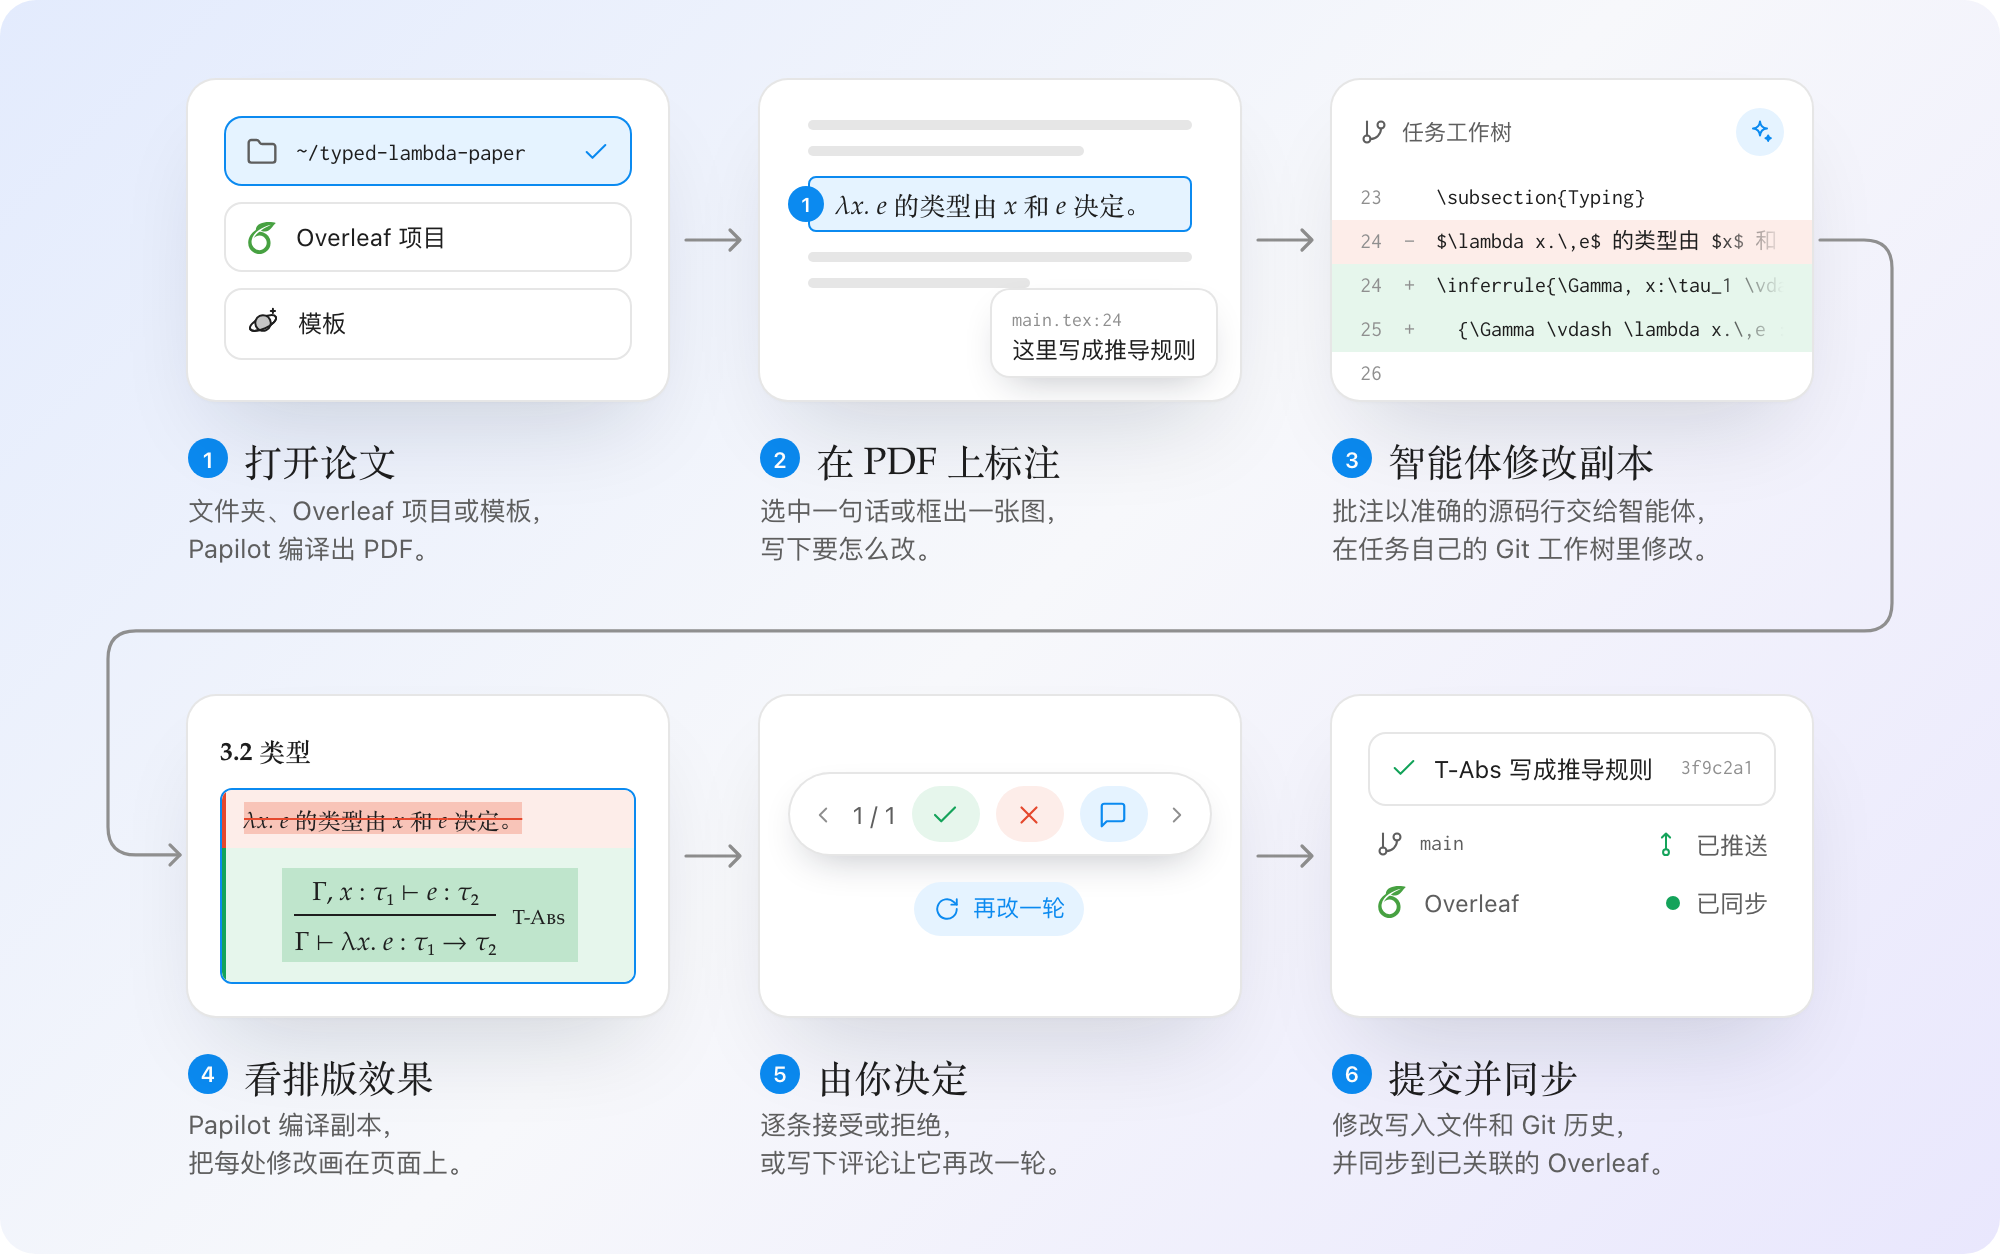 ~/typed-lambda-paper
Overleaf 项目
模板
1 打开论文
文件夹、Overleaf 项目或模板，
Papilot 编译出 PDF。
1 λx. e 的类型由 x 和 e 决定。
main.tex:24
这里写成推导规则
2 在 PDF 上标注
选中一句话或框出一张图，
写下要怎么改。
任务工作树
23 \subsection{Typing}
24 − $\lambda x.\,e$ 的类型由 $x$ 和
24 + \inferrule{\Gamma, x:\tau_1 \vda
25 + {\Gamma \vdash \lambda x.\,e
26
3 智能体修改副本
批注以准确的源码行交给智能体，
在任务自己的 Git 工作树里修改。
3.2 类型
λx. e 的类型由 x 和 e 决定。
Γ, x : τ₁ ⊢ e : τ₂
T-Abs
Γ ⊢ λx. e : τ₁ → τ₂
4 看排版效果
Papilot 编译副本，
把每处修改画在页面上。
1 / 1
再改一轮
5 由你决定
逐条接受或拒绝，
或写下评论让它再改一轮。
T-Abs 写成推导规则 3f9c2a1
main 已推送
Overleaf 已同步
6 提交并同步
修改写入文件和 Git 历史，
并同步到已关联的 Overleaf。